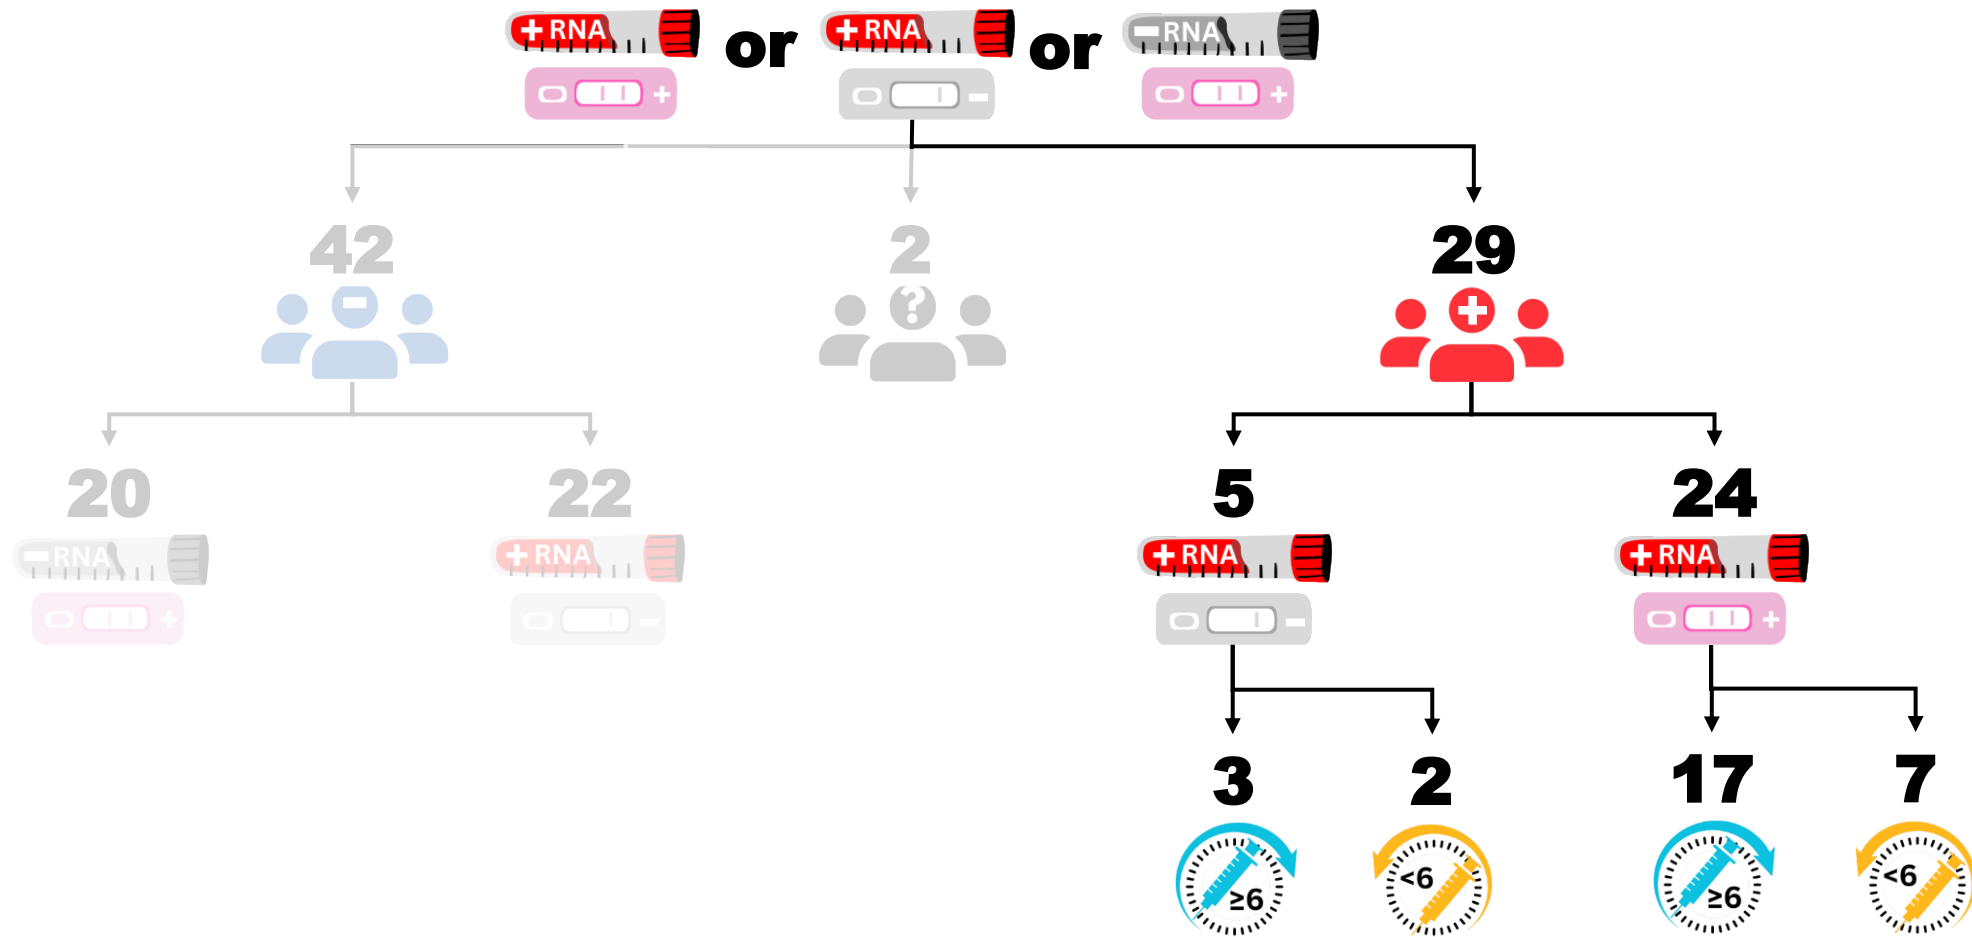 + RNA or + RNA or - RNA
+ - +
42 2 29
- ? +
20 22 5 24
- RNA + RNA + RNA + RNA
+ - - +
3 2 17 7
≥6 <6 ≥6 <6